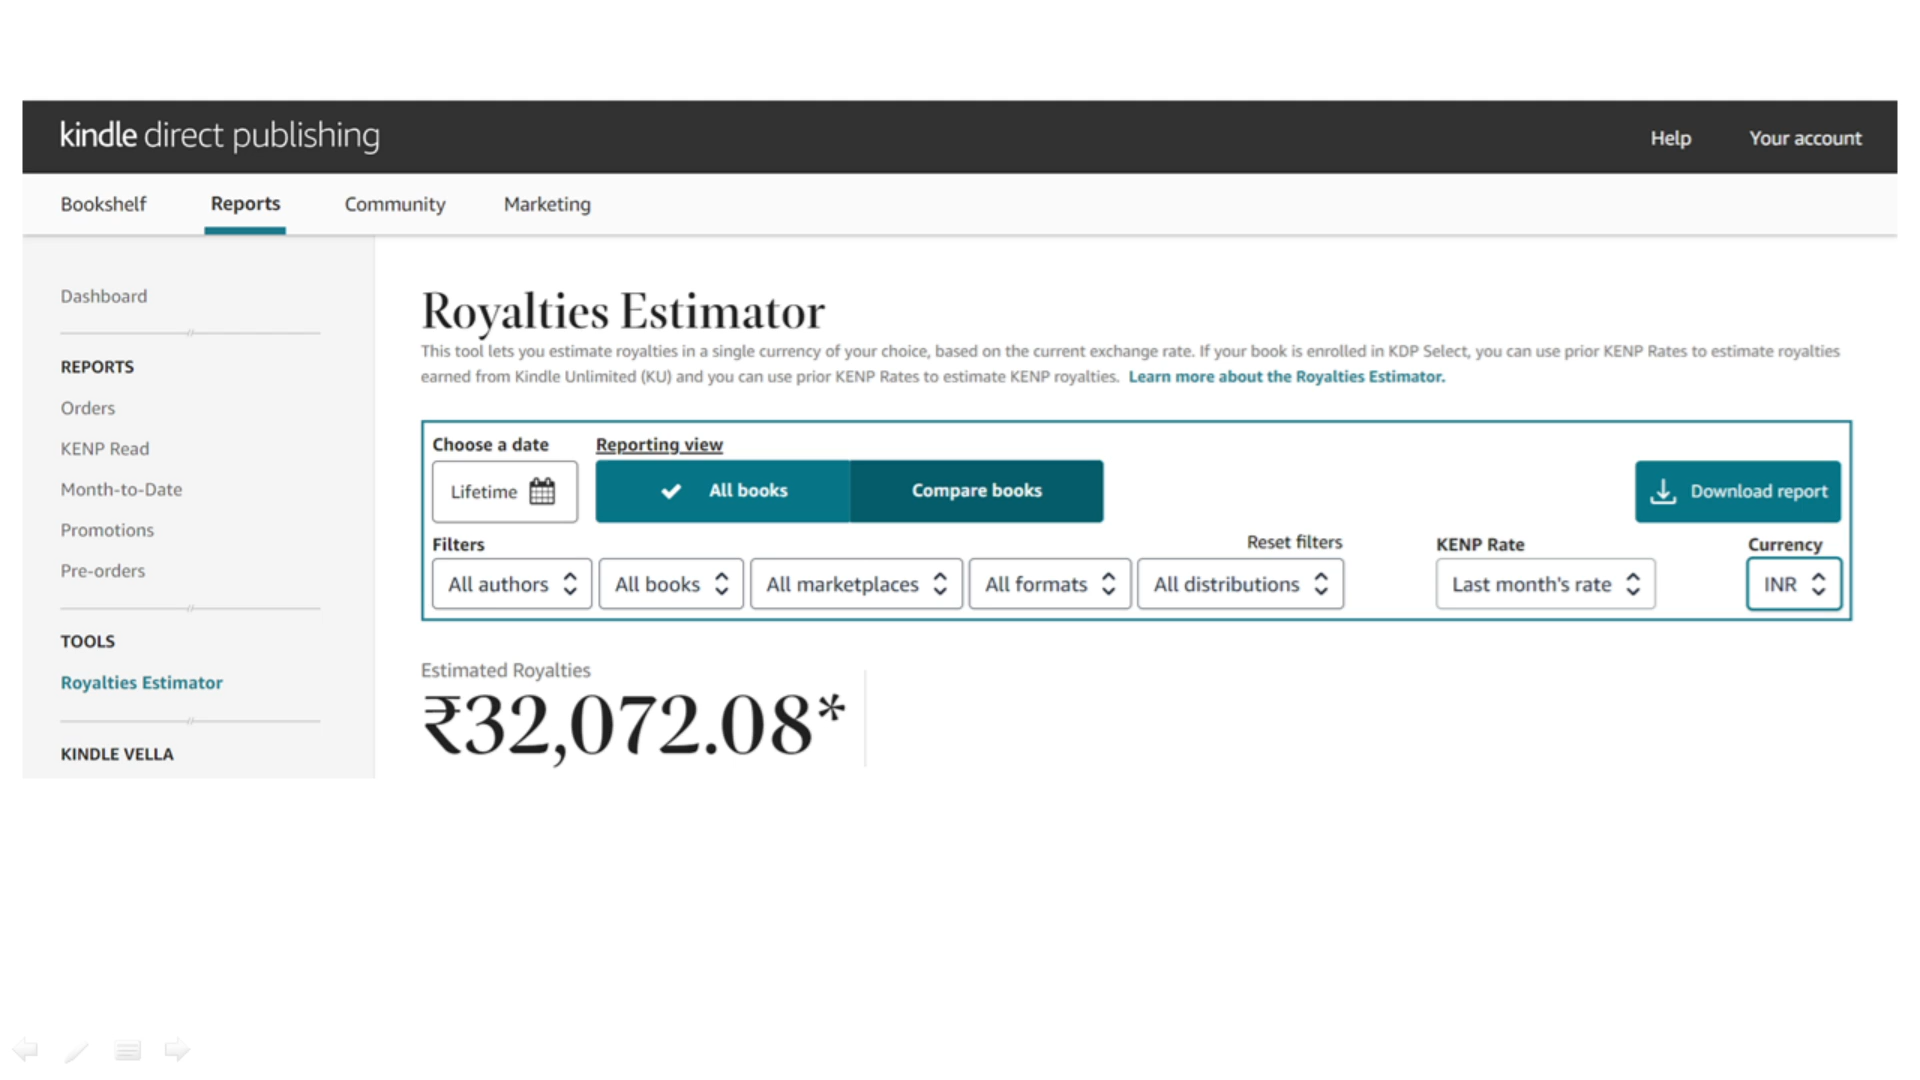 kindle direct publishing
Help
Your account
Bookshelf
Reports
Community
Marketing
Dashboard
REPORTS
Orders
KENP Read
Month-to-Date
Promotions
Pre-orders
TOOLS
Royalties Estimator
KINDLE VELLA
Royalties Estimator
This tool lets you estimate royalties in a single currency of your choice, based on the current exchange rate. If your book is enrolled in KDP Select, you can use prior KENP Rates to estimate royalties
earned from Kindle Unlimited (KU) and you can use prior KENP Rates to estimate KENP royalties. Learn more about the Royalties Estimator.
Choose a date
Reporting view
Lifetime
All books
Compare books
Download report
Filters
Reset filters
KENP Rate
Currency
All authors
All books
All marketplaces
All formats
All distributions
Last month's rate
INR
Estimated Royalties
₹32,072.08*